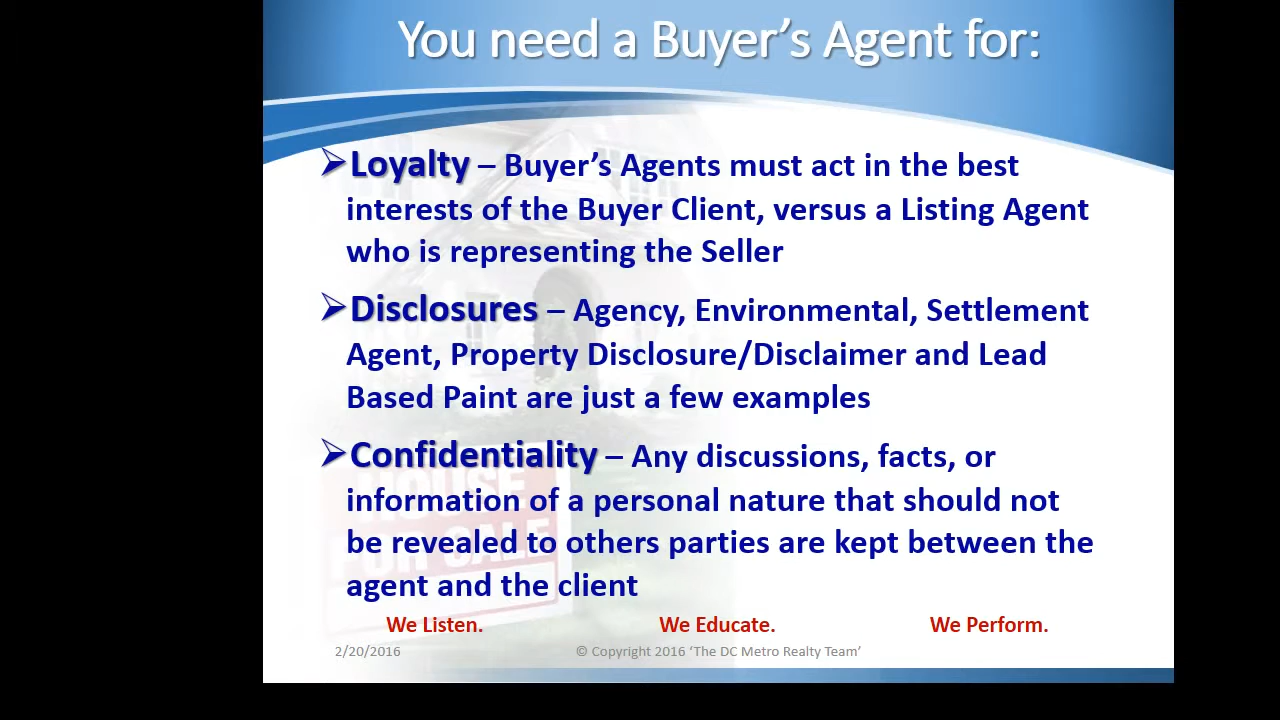 You need a Buyer's Agent for:
➢Loyalty – Buyer's Agents must act in the best
interests of the Buyer Client, versus a Listing Agent
who is representing the Seller
➢Disclosures – Agency, Environmental, Settlement
Agent, Property Disclosure/Disclaimer and Lead
Based Paint are just a few examples
➢Confidentiality – Any discussions, facts, or
information of a personal nature that should not
be revealed to others parties are kept between the
agent and the client
HOUSE
FOR SALE
We Listen. We Educate. We Perform.
2/20/2016 © Copyright 2016 ‘The DC Metro Realty Team’